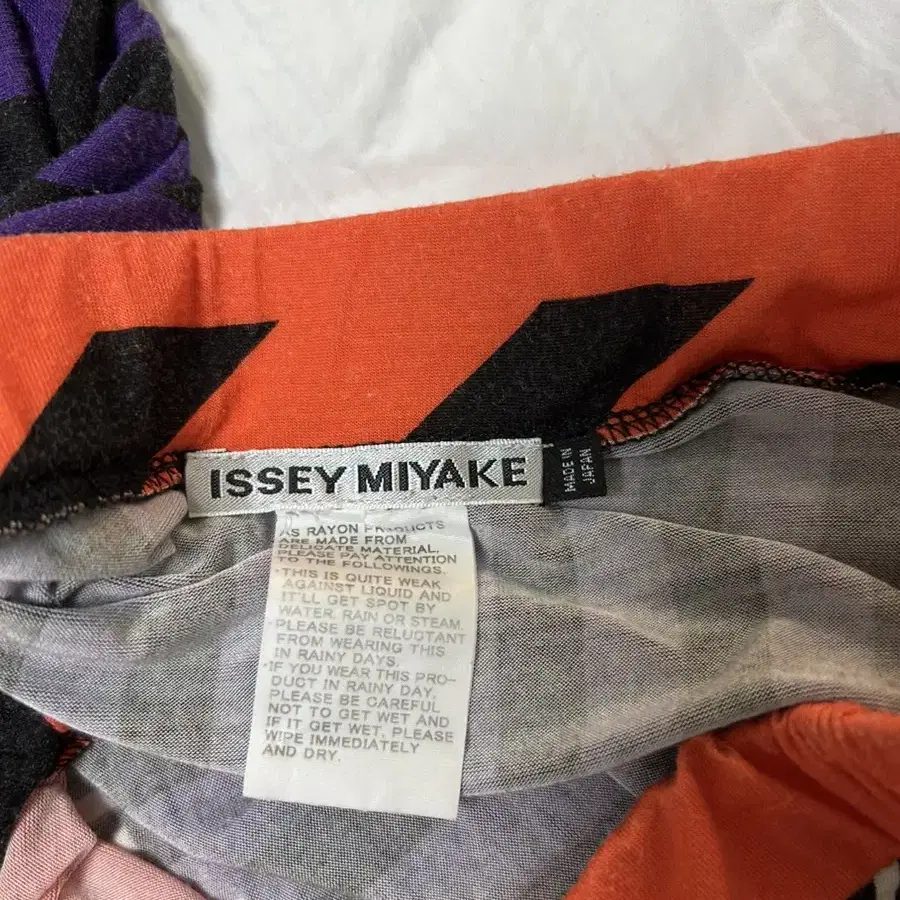 ISSEY MIYAKE
MADE IN
JAPAN
AS RAYON PRODUCTS
ARE MADE FROM
DELICATE MATERIAL,
PLEASE PAY ATTENTION
TO THE FOLLOWINGS.
·THIS IS QUITE WEAK
AGAINST LIQUID AND
IT'LL GET SPOT BY
WATER, RAIN OR STEAM.
PLEASE BE RELUCTANT
FROM WEARING THIS
IN RAINY DAYS.
·IF YOU WEAR THIS PRO-
DUCT IN RAINY DAY,
PLEASE BE CAREFUL
NOT TO GET WET AND
IF IT GET WET, PLEASE
WIPE IMMEDIATELY
AND DRY.